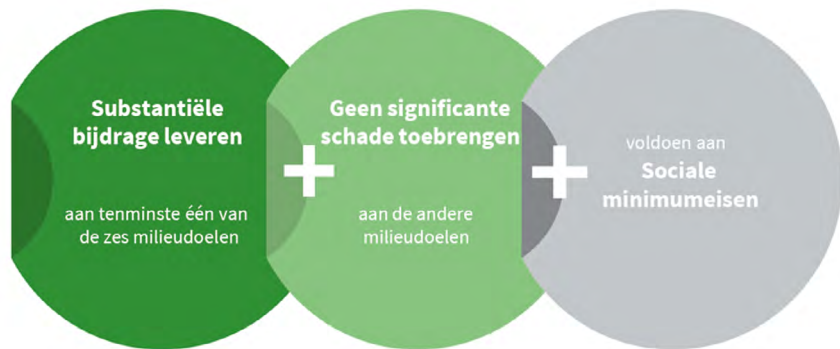 Substantiële
bijdrage leveren
aan tenminste één van
de zes milieudoelen
+
Geen significante
schade toebrengen
aan de andere
milieudoelen
+
voldoen aan
Sociale
minimumeisen